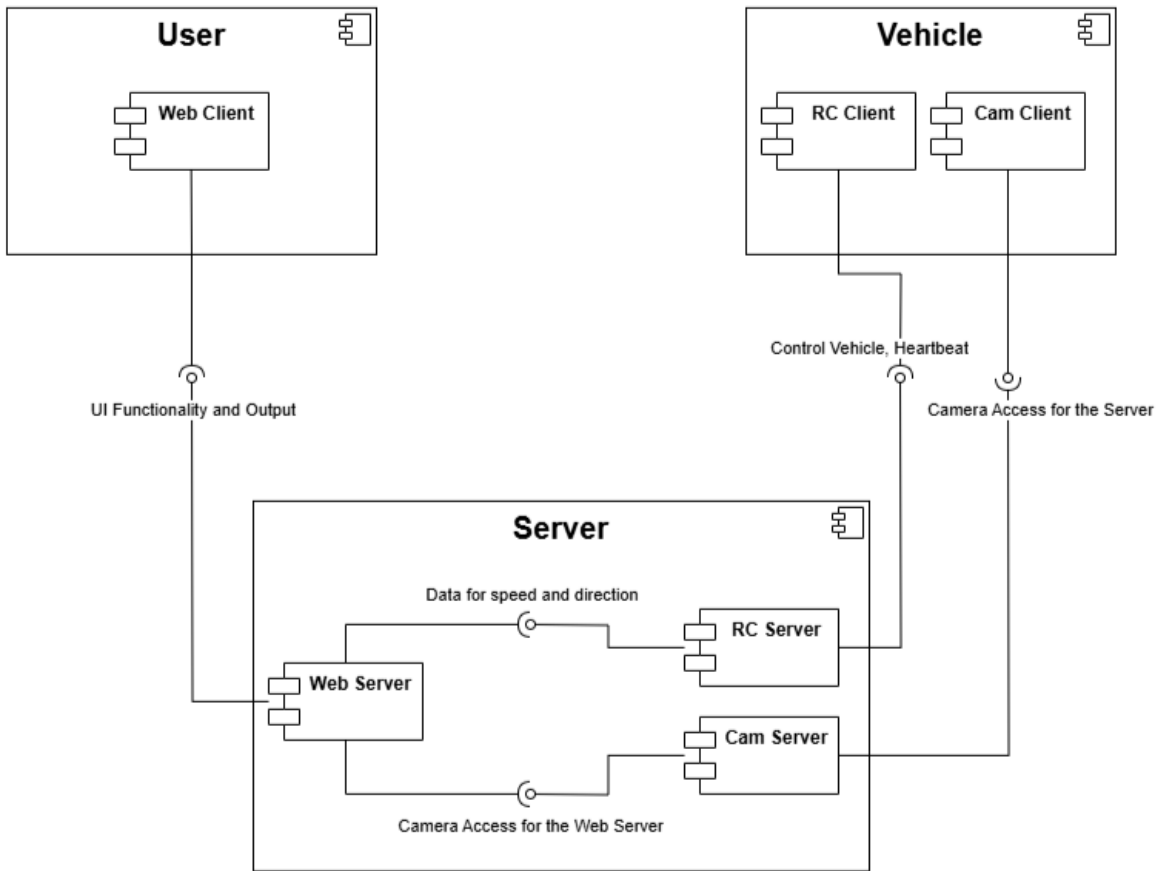 User
Vehicle
Web Client
RC Client
Cam Client
Control Vehicle, Heartbeat
UI Functionality and Output
Camera Access for the Server
Server
Data for speed and direction
RC Server
Web Server
Cam Server
Camera Access for the Web Server